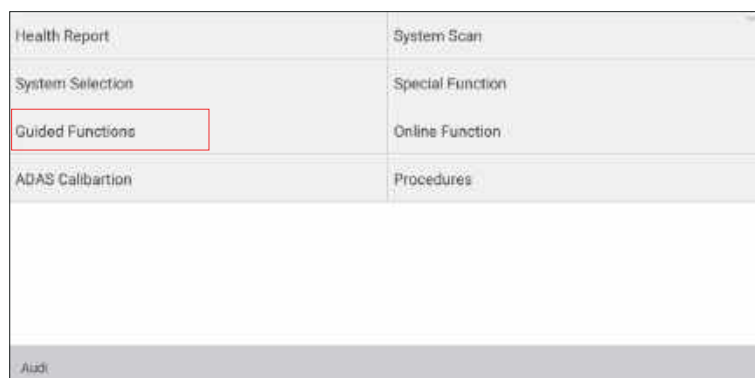 Health Report
System Scan
System Selection
Special Function
Guided Functions
Online Function
ADAS Calibartion
Procedures
Audi